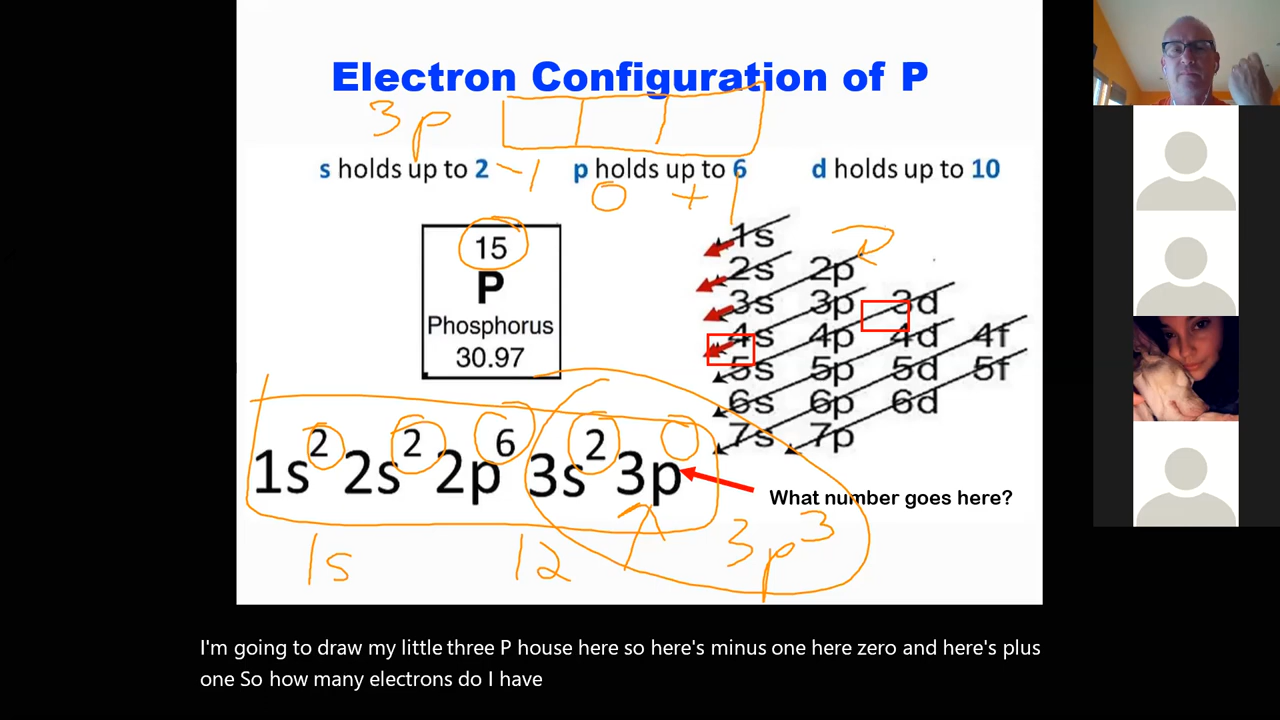 Electron Configuration of P
3p
s holds up to 2 p holds up to 6 d holds up to 10
-1 0 +1
15
P
Phosphorus
30.97
1s
2s 2p
3s 3p 3d
4s 4p 4d 4f
5s 5p 5d 5f
6s 6p 6d
7s 7p
1s² 2s² 2p⁶ 3s² 3p
What number goes here?
1s 12 3p³
I'm going to draw my little three P house here so here's minus one here zero and here's plus
one So how many electrons do I have